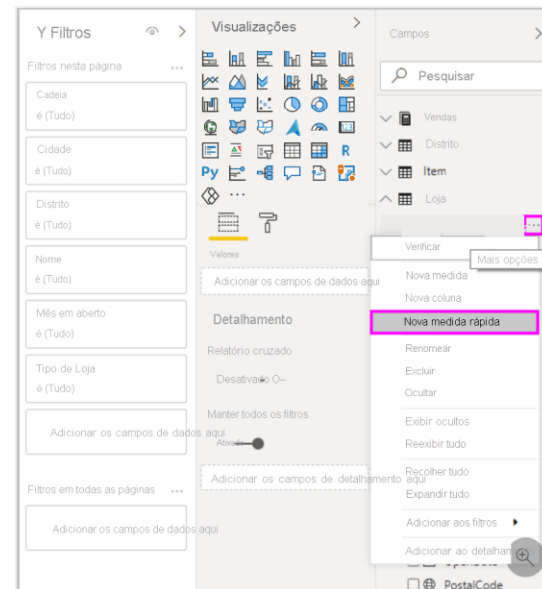 Y Filtros
Filtros nesta página
Cadeia
é (Tudo)
Cidade
é (Tudo)
Distrito
é (Tudo)
Nome
é (Tudo)
Mês em aberto
é (Tudo)
Tipo de Loja
é (Tudo)
Adicionar os campos de dados aqui
Filtros em todas as páginas
Adicionar os campos de dados aqui
Visualizações
R
Py
Valores
Adicionar os campos de dados aqui
Detalhamento
Relatório cruzado
Desativado
Manter todos os filtros
Ativado
Adicionar os campos de detalhamento aqui
Campos
Pesquisar
Vendas
Distrito
Item
Loja
Verificar
Mais opções
Nova medida
Nova coluna
Nova medida rápida
Renomear
Excluir
Ocultar
Exibir ocultos
Reexibir tudo
Recolher tudo
Expandir tudo
Adicionar aos filtros
Adicionar ao
PostalCode